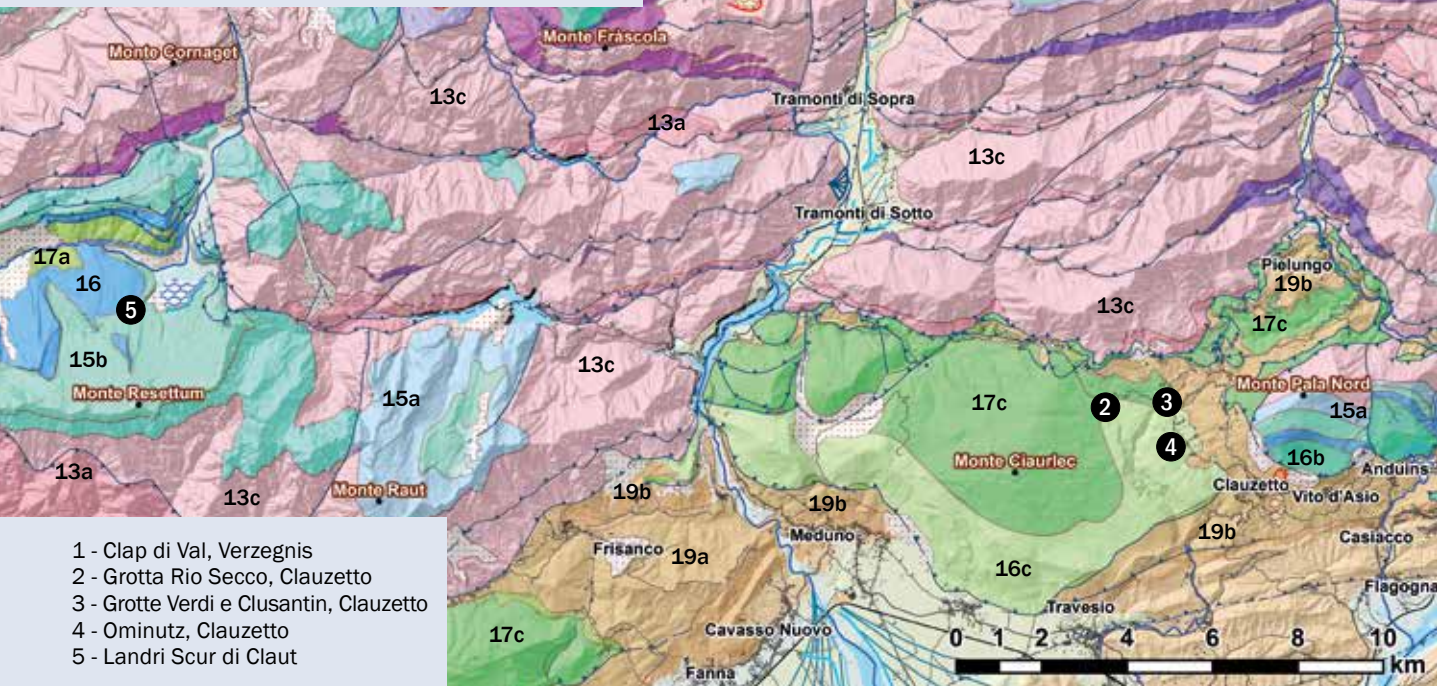 Monte Fràscola
Monte Cornaget
13c
Tramonti di Sopra
13a
13c
Tramonti di Sotto
17a
16
5
Pielungo
19b
13c
17c
15b
13c
Monte Resettum
15a
17c
2
3
Monte Pala Nord
15a
4
Monte Ciaurlec
16b
13a
13c
Monte Raut
19b
19b
Anduins
Clauzetto
Vito d'Asio
19b
Meduno
Casiacco
Frisanco
19a
16c
Flagogna
Travesio
17c
Cavasso Nuovo
Fanna
0 1 2 4 6 8 10
km
1 - Clap di Val, Verzegnis
2 - Grotta Rio Secco, Clauzetto
3 - Grotte Verdi e Clusantin, Clauzetto
4 - Ominutz, Clauzetto
5 - Landri Scur di Claut